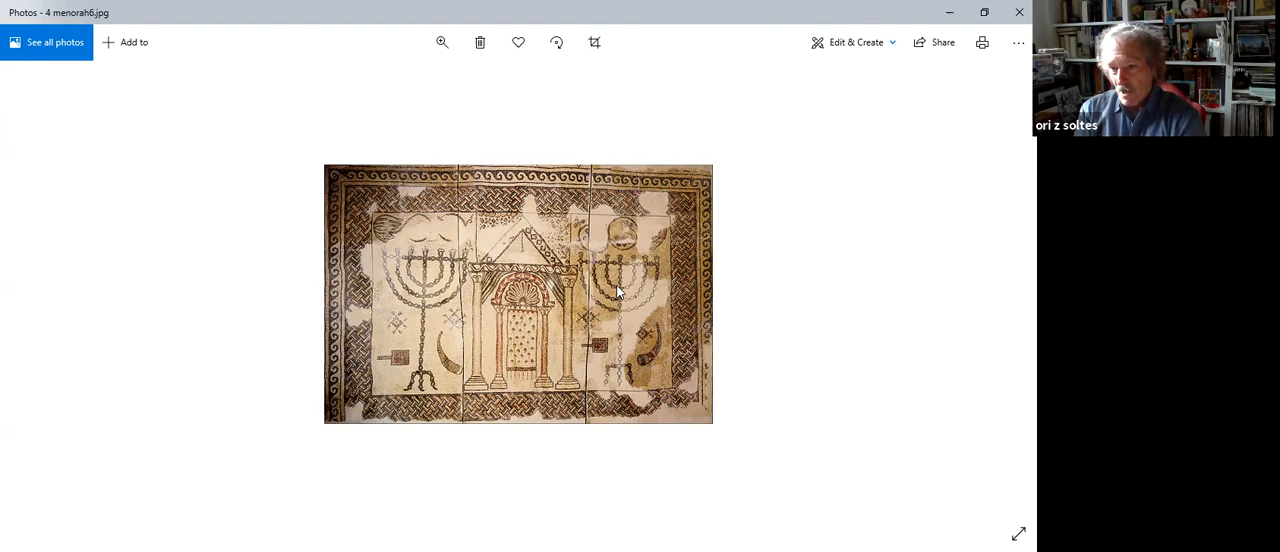 Photos - 4 menorah6.jpg
See all photos
Add to
Edit & Create
Share
ori z soltes